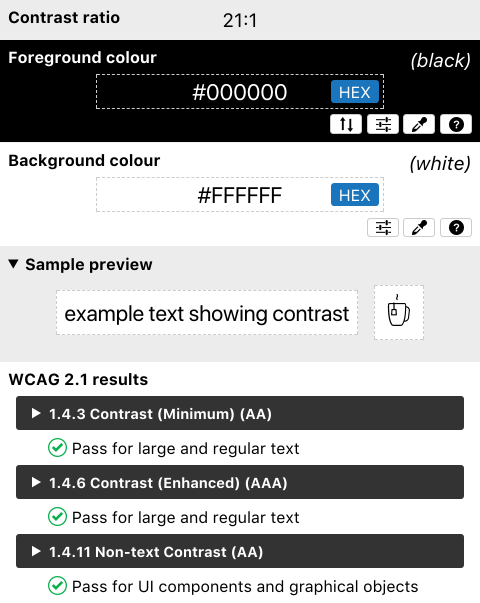 Contrast ratio
21:1
Foreground colour
(black)
#000000
HEX
?
Background colour
(white)
#FFFFFF
HEX
?
Sample preview
example text showing contrast
WCAG 2.1 results
1.4.3 Contrast (Minimum) (AA)
Pass for large and regular text
1.4.6 Contrast (Enhanced) (AAA)
Pass for large and regular text
1.4.11 Non-text Contrast (AA)
Pass for UI components and graphical objects